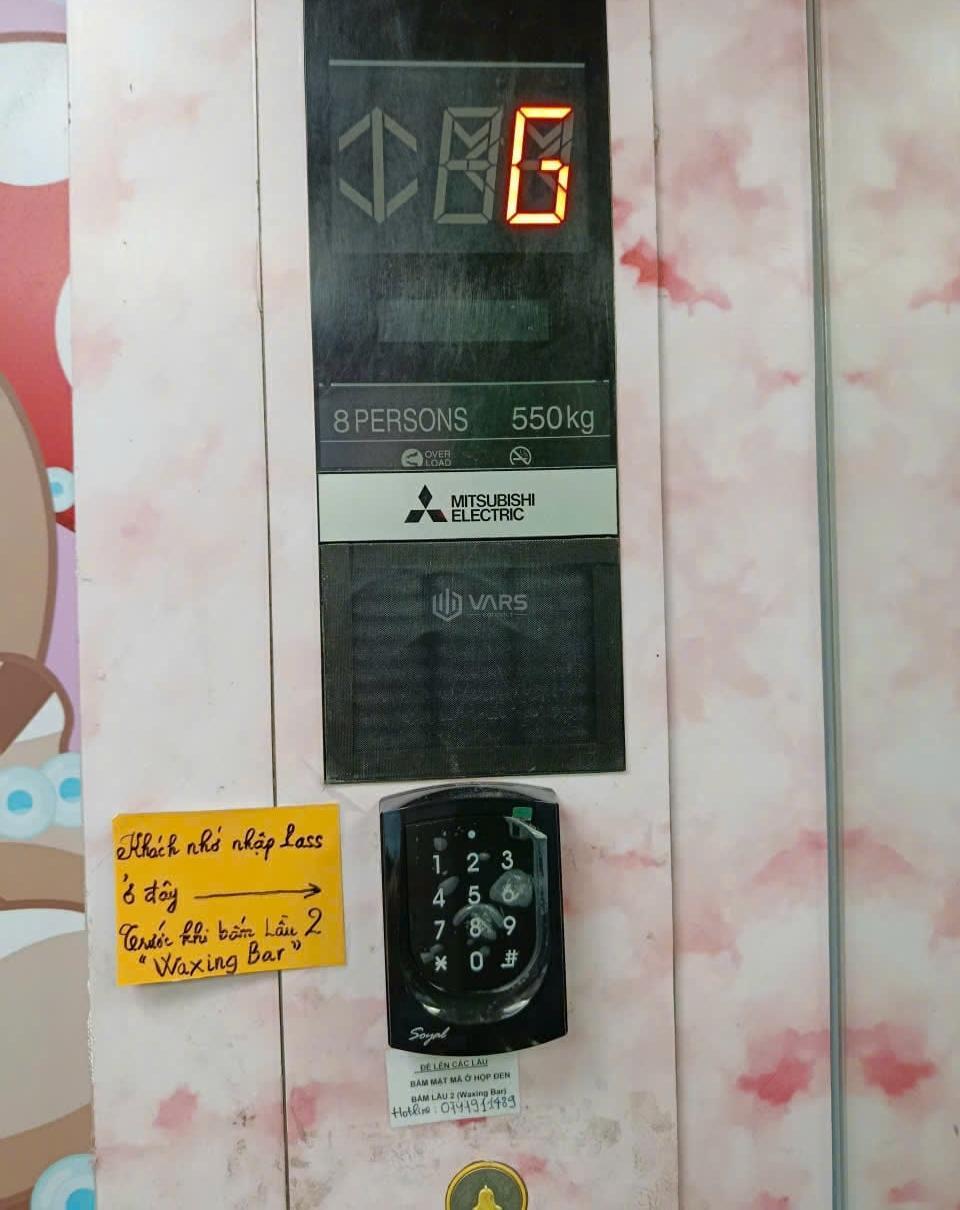 G
8 PERSONS 550kg
OVER
LOAD
MITSUBISHI
ELECTRIC
VARS
Khách nhớ nhập Pass
ở đây
Trước khi bấm Lầu 2
"Waxing Bar"
1 2 3
4 5 6
7 8 9
* 0 #
Soyal
ĐỂ LÊN CÁC LẦU
BẤM MẬT MÃ Ở HỘP ĐEN
BẤM LẦU 2 (Waxing Bar)
Hotline: 0741911489